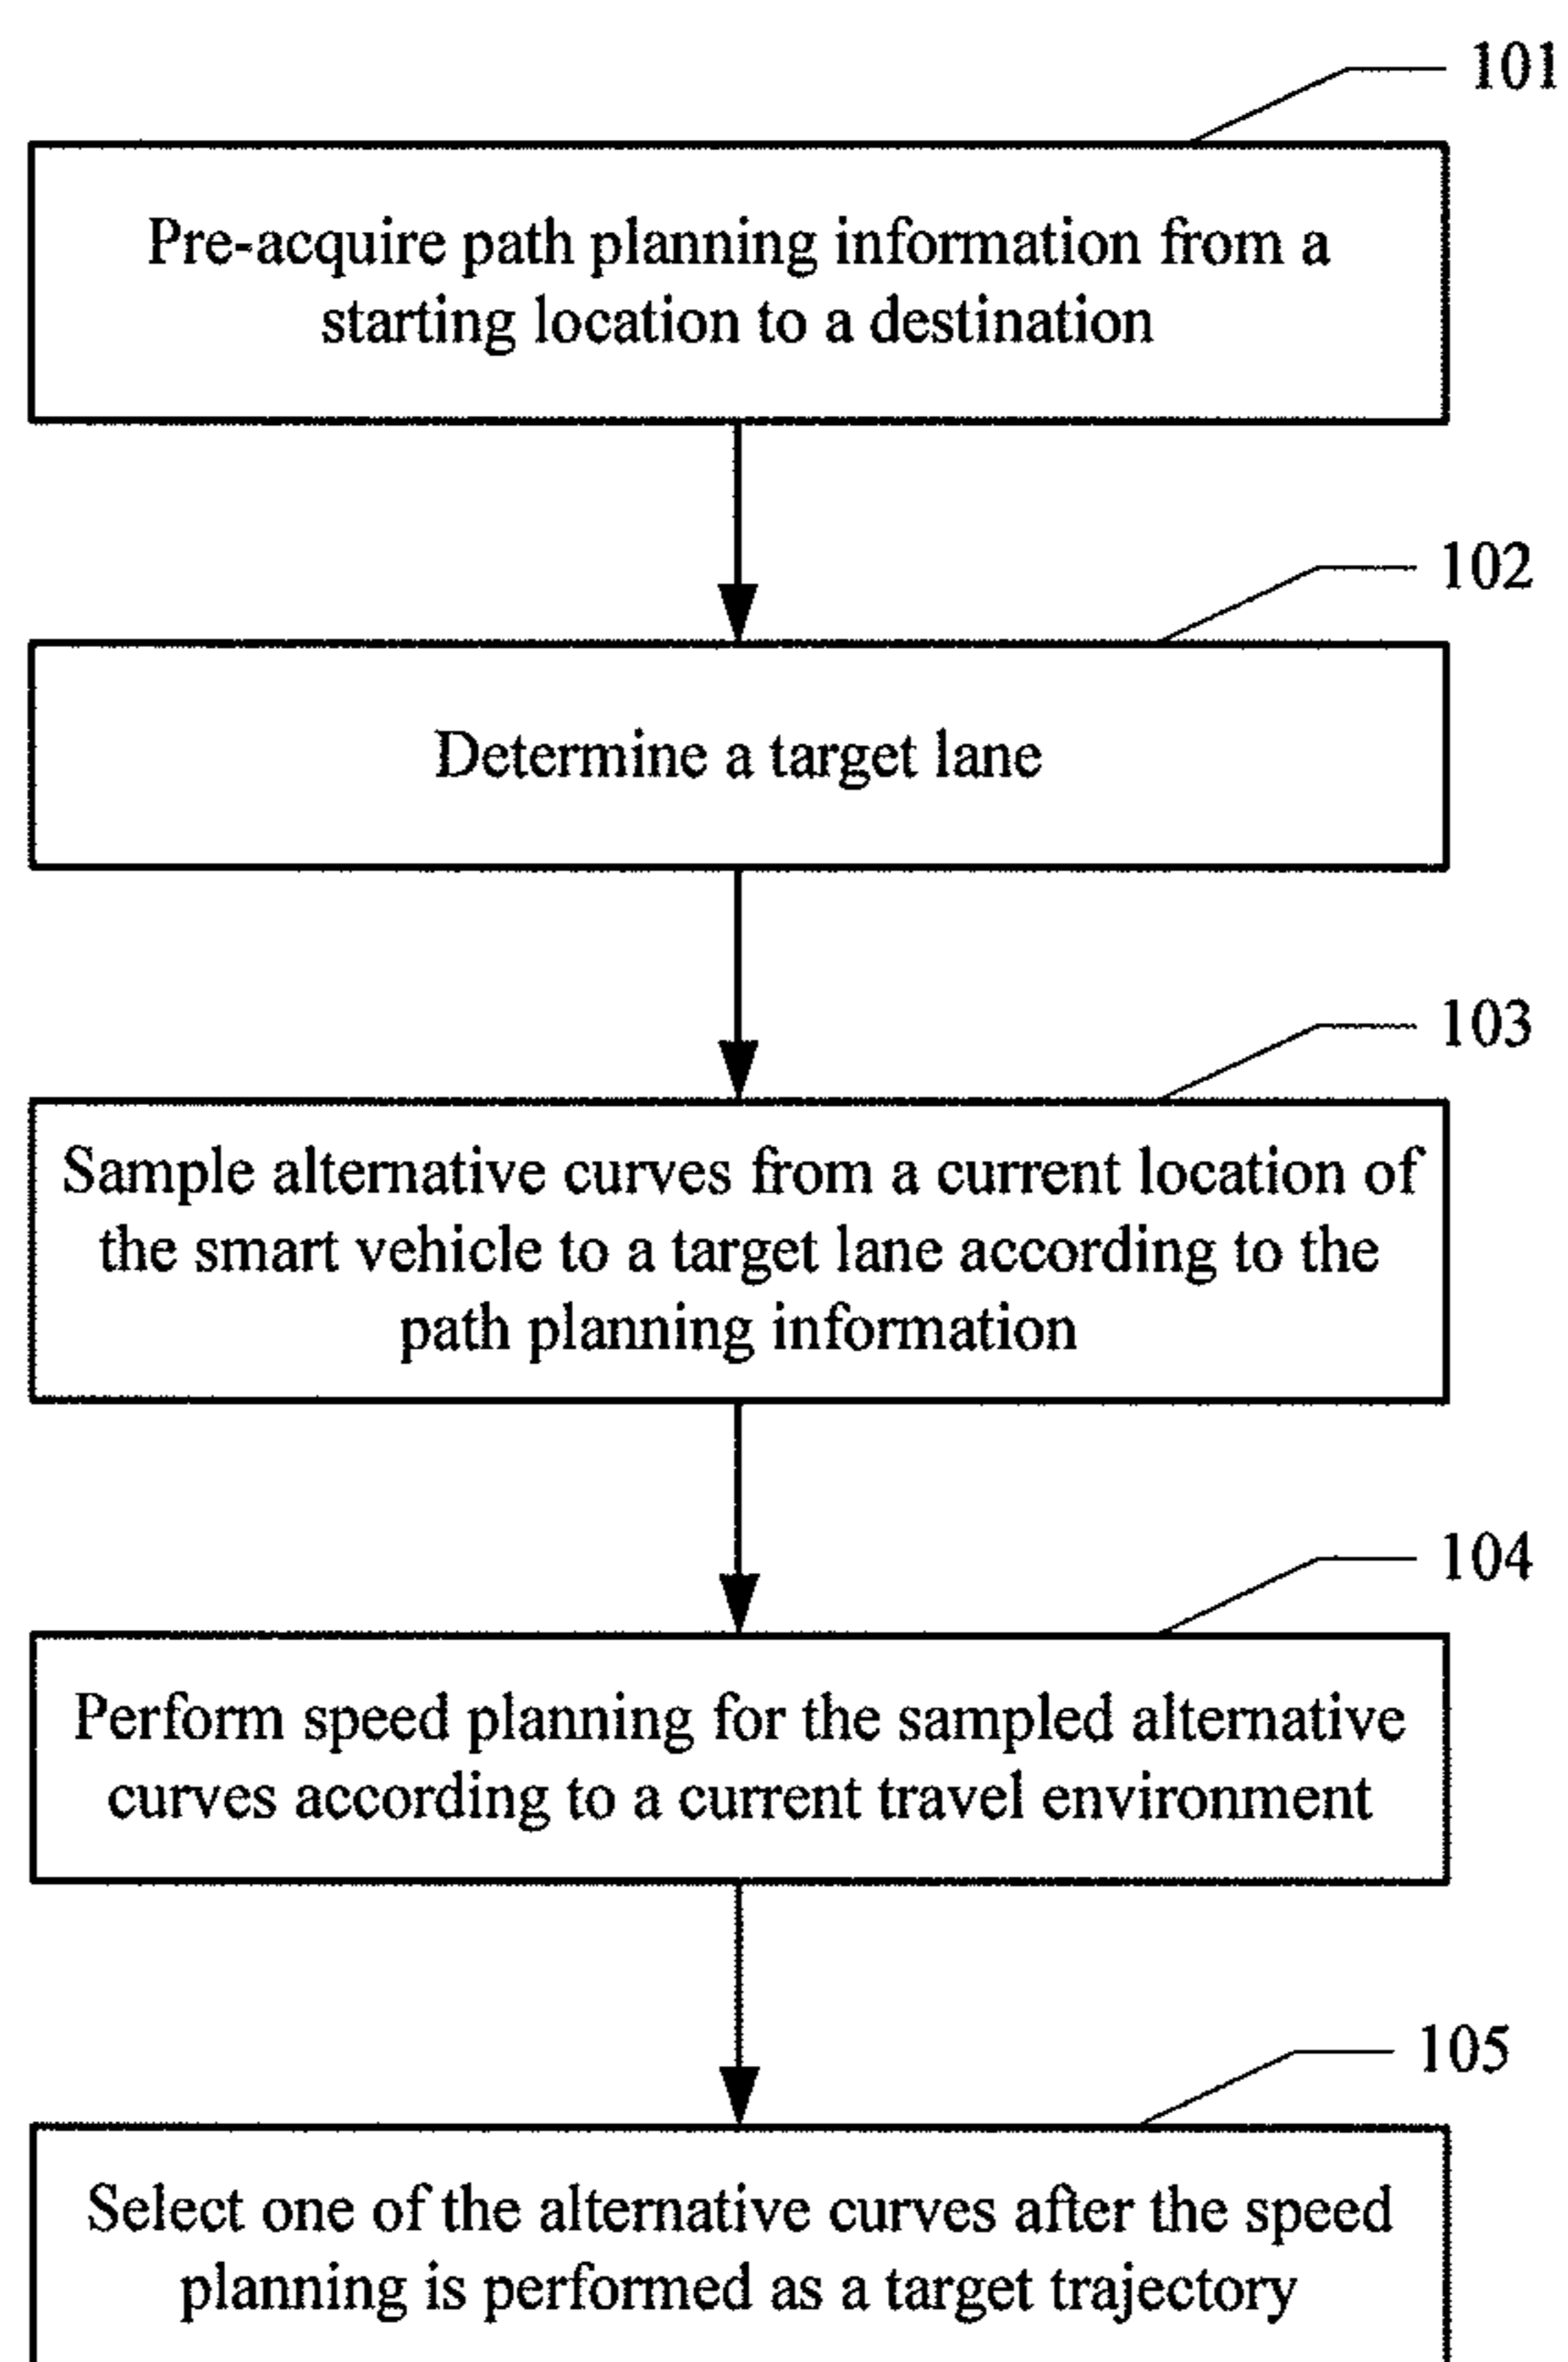 101
Pre-acquire path planning information from a
starting location to a destination
102
Determine a target lane
103
Sample alternative curves from a current location of
the smart vehicle to a target lane according to the
path planning information
104
Perform speed planning for the sampled alternative
curves according to a current travel environment
105
Select one of the alternative curves after the speed
planning is performed as a target trajectory